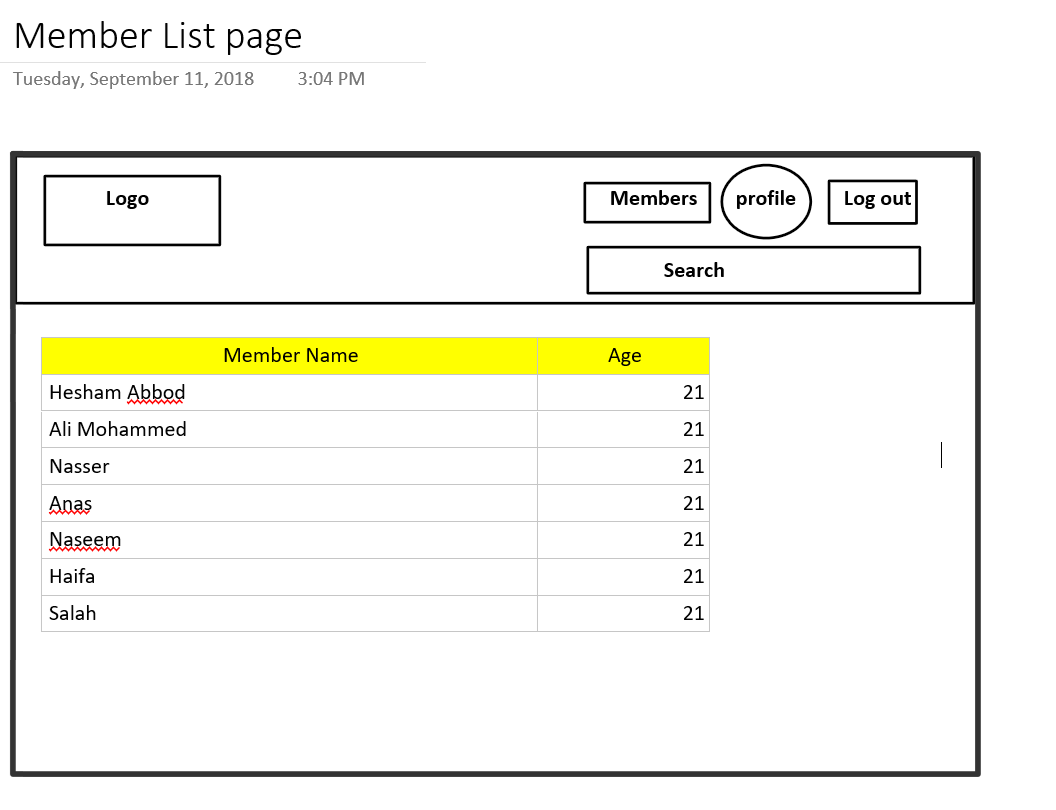 Member List page
Tuesday, September 11, 2018 3:04 PM
Logo
Members profile Log out
Search
Member Name Age
Hesham Abbod 21
Ali Mohammed 21
Nasser 21
Anas 21
Naseem 21
Haifa 21
Salah 21